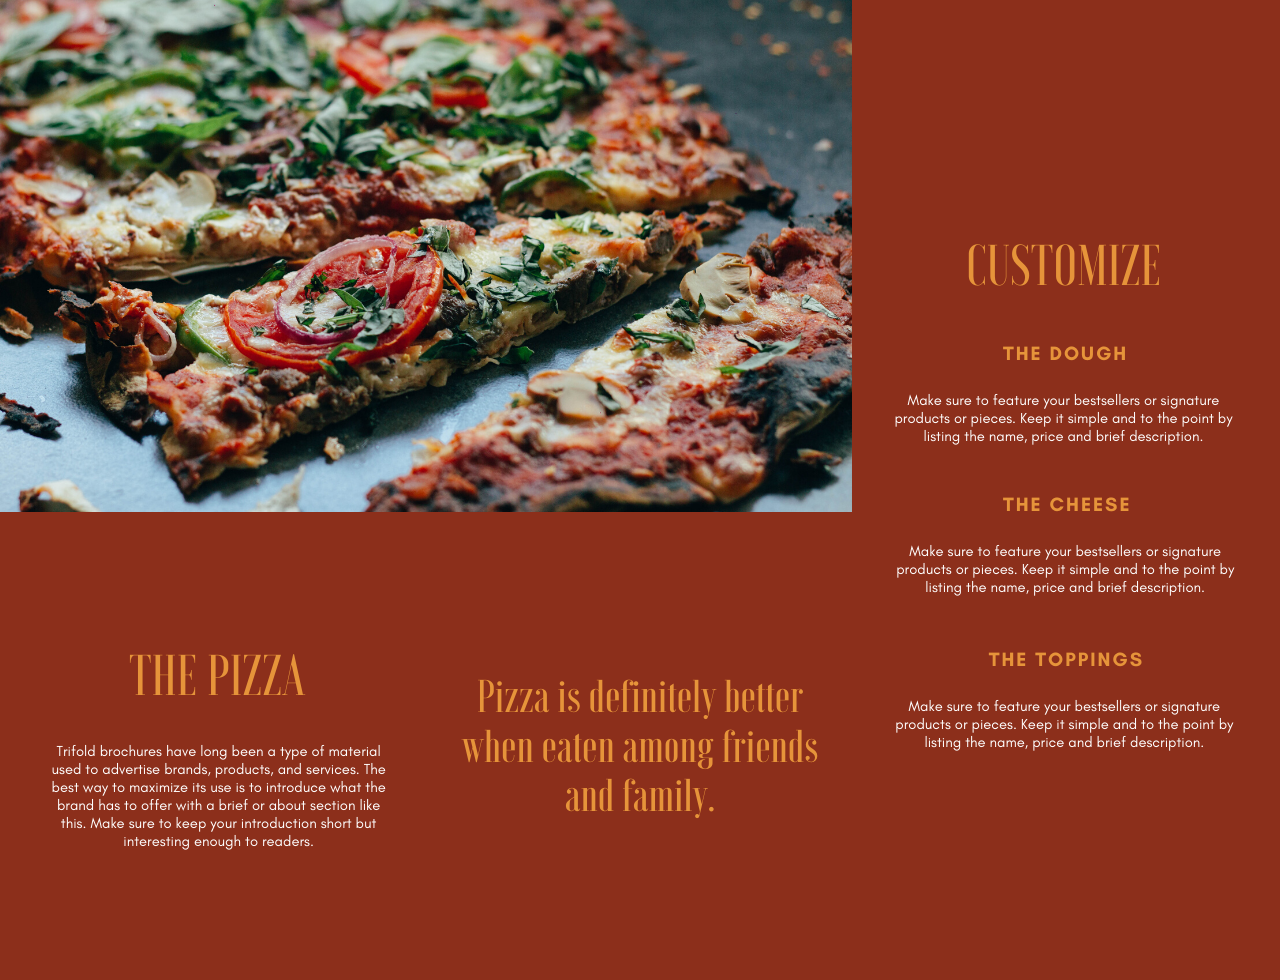 THE PIZZA
Trifold brochures have long been a type of material
used to advertise brands, products, and services. The
best way to maximize its use is to introduce what the
brand has to offer with a brief or about section like
this. Make sure to keep your introduction short but
interesting enough to readers.
Pizza is definitely better
when eaten among friends
and family.
CUSTOMIZE
THE DOUGH
Make sure to feature your bestsellers or signature
products or pieces. Keep it simple and to the point by
listing the name, price and brief description.
THE CHEESE
Make sure to feature your bestsellers or signature
products or pieces. Keep it simple and to the point by
listing the name, price and brief description.
THE TOPPINGS
Make sure to feature your bestsellers or signature
products or pieces. Keep it simple and to the point by
listing the name, price and brief description.